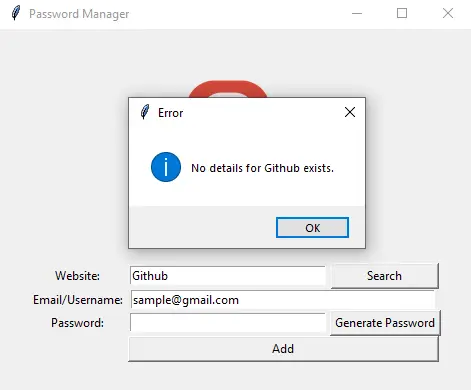 Password Manager
Error
No details for Github exists.
OK
Website: Github Search
Email/Username: sample@gmail.com
Password: Generate Password
Add